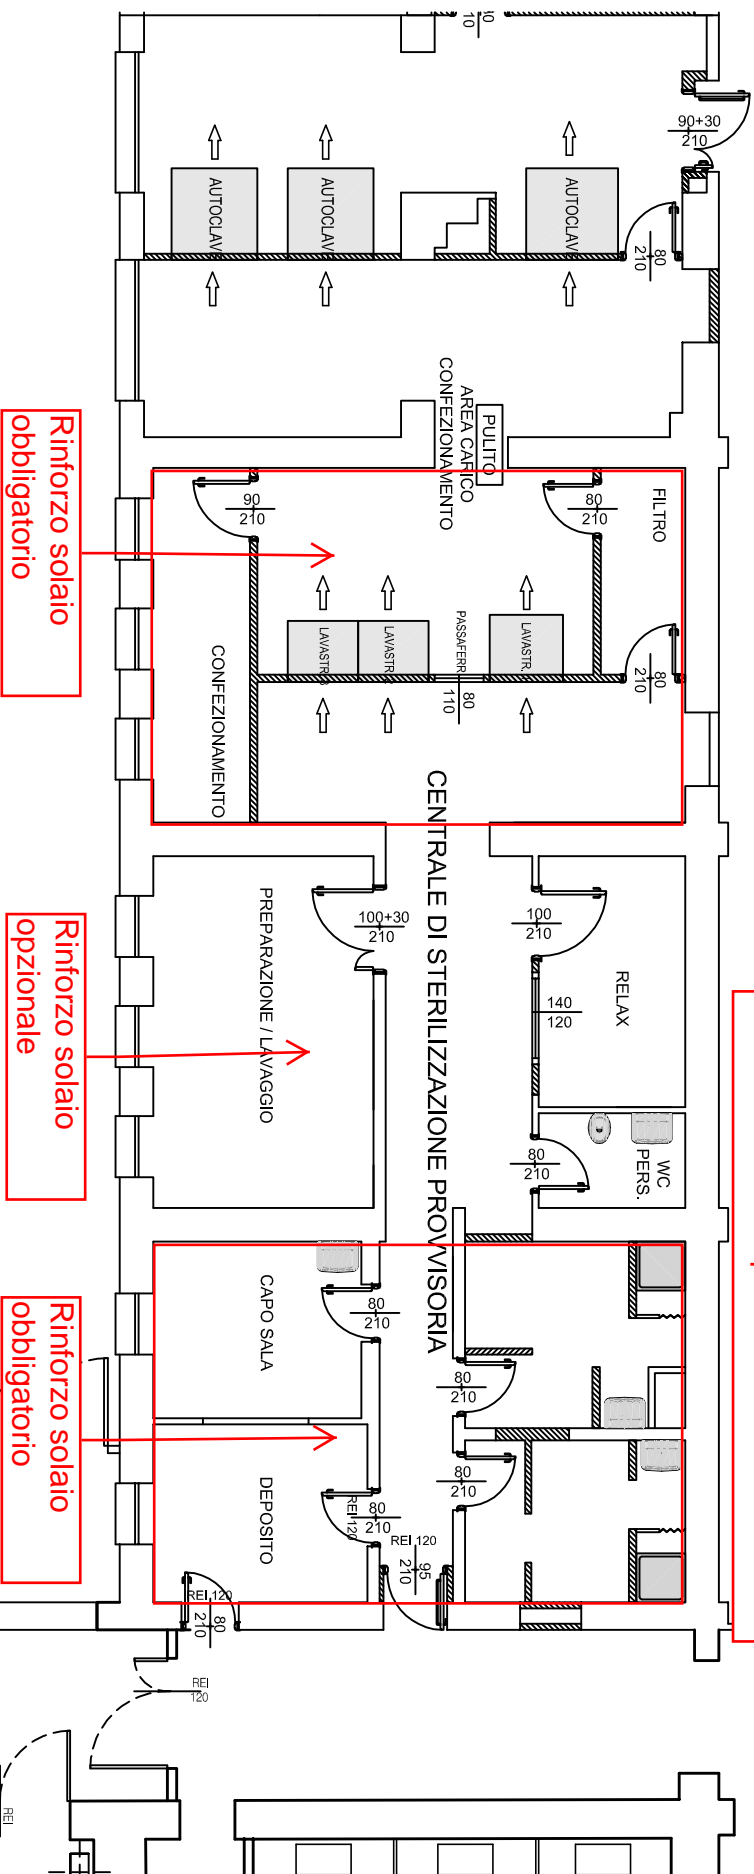 10
90+30
210
AUTOCLAVE
AUTOCLAVE
AUTOCLAVE
80
210
PULITO
AREA CARICO
CONFEZIONAMENTO
FILTRO
90
210
80
210
Rinforzo solaio
obbligatorio
LAVASTR. 3
LAVASTR. 2
PASSAFERRI
LAVASTR.
80
210
80
110
CONFEZIONAMENTO
CENTRALE DI STERILIZZAZIONE PROVVISORIA
100+30
210
100
210
PREPARAZIONE / LAVAGGIO
RELAX
140
120
Rinforzo solaio
opzionale
WC
PERS.
80
210
CAPO SALA
80
210
80
210
Rinforzo solaio
obbligatorio
DEPOSITO
REI 120
80
210
80
210
REI 120
95
210
REI 120
80
210
REI
120
REI